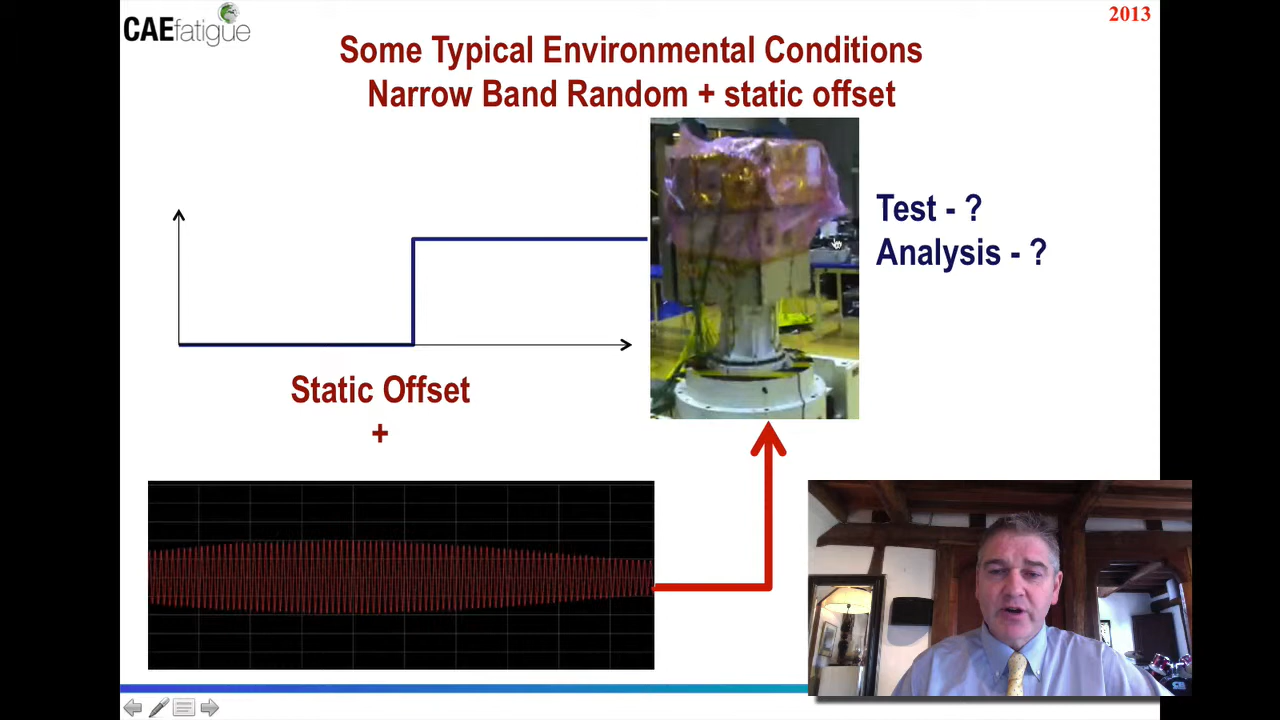 CAEfatigue
2013
Some Typical Environmental Conditions
Narrow Band Random + static offset
Test - ?
Analysis - ?
Static Offset
+